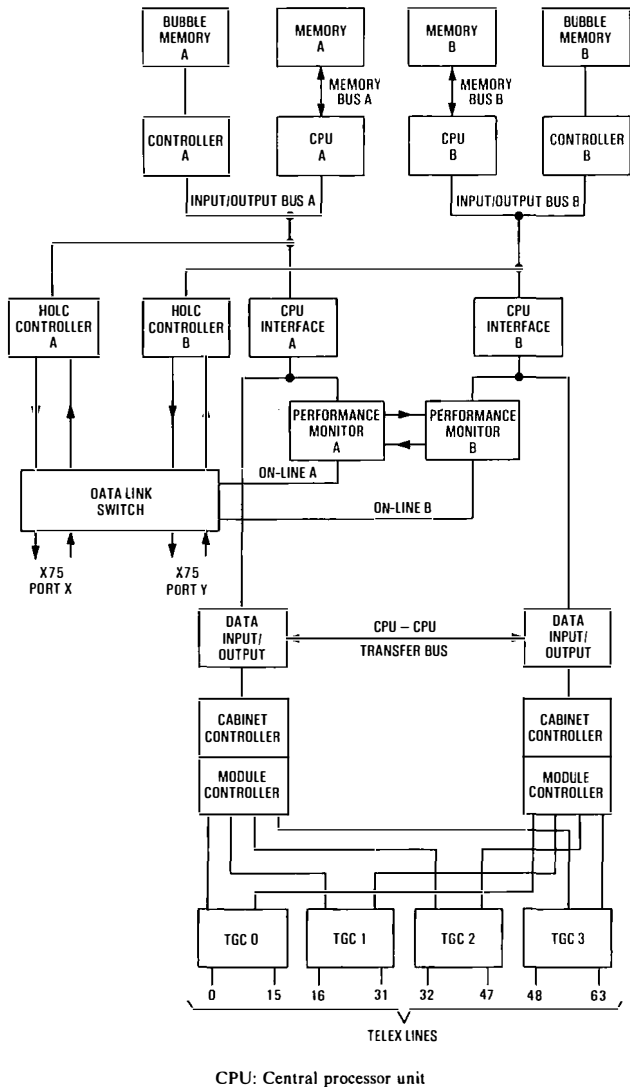 BUBBLE MEMORY A
MEMORY A
MEMORY B
BUBBLE MEMORY B
MEMORY BUS A
MEMORY BUS B
CONTROLLER A
CPU A
CPU B
CONTROLLER B
INPUT/OUTPUT BUS A
INPUT/OUTPUT BUS B
HOLC CONTROLLER A
HOLC CONTROLLER B
CPU INTERFACE A
CPU INTERFACE B
PERFORMANCE MONITOR A
PERFORMANCE MONITOR B
ON-LINE A
DATA LINK SWITCH
ON-LINE B
X75 PORT X
X75 PORT Y
DATA INPUT/ OUTPUT
CPU – CPU
TRANSFER BUS
DATA INPUT/ OUTPUT
CABINET CONTROLLER
CABINET CONTROLLER
MODULE CONTROLLER
MODULE CONTROLLER
TGC 0
TGC 1
TGC 2
TGC 3
0 15 16 31 32 47 48 63
TELEX LINES
CPU: Central processor unit